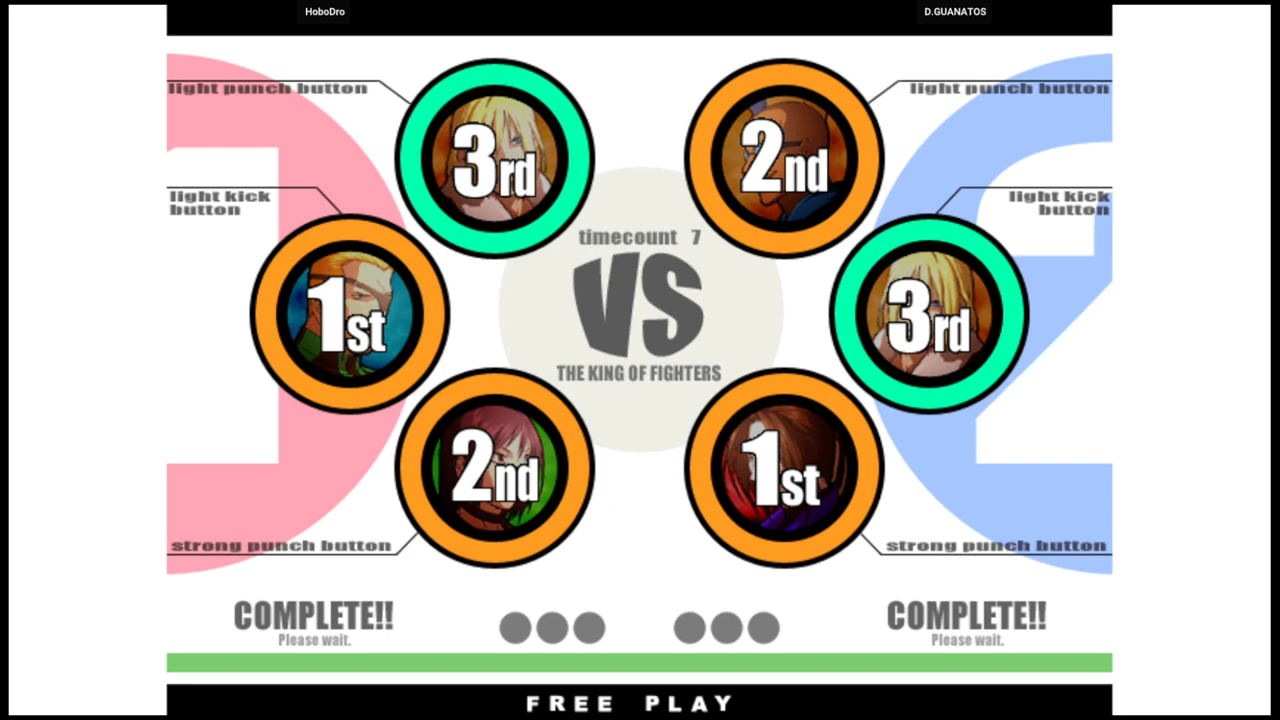 HoboDro
D.GUANATOS
light punch button
light punch button
3rd
2nd
light kick
button
light kick
button
timecount 7
1st
VS
3rd
THE KING OF FIGHTERS
2nd
1st
strong punch button
strong punch button
COMPLETE!!
Please wait.
COMPLETE!!
Please wait.
FREE PLAY